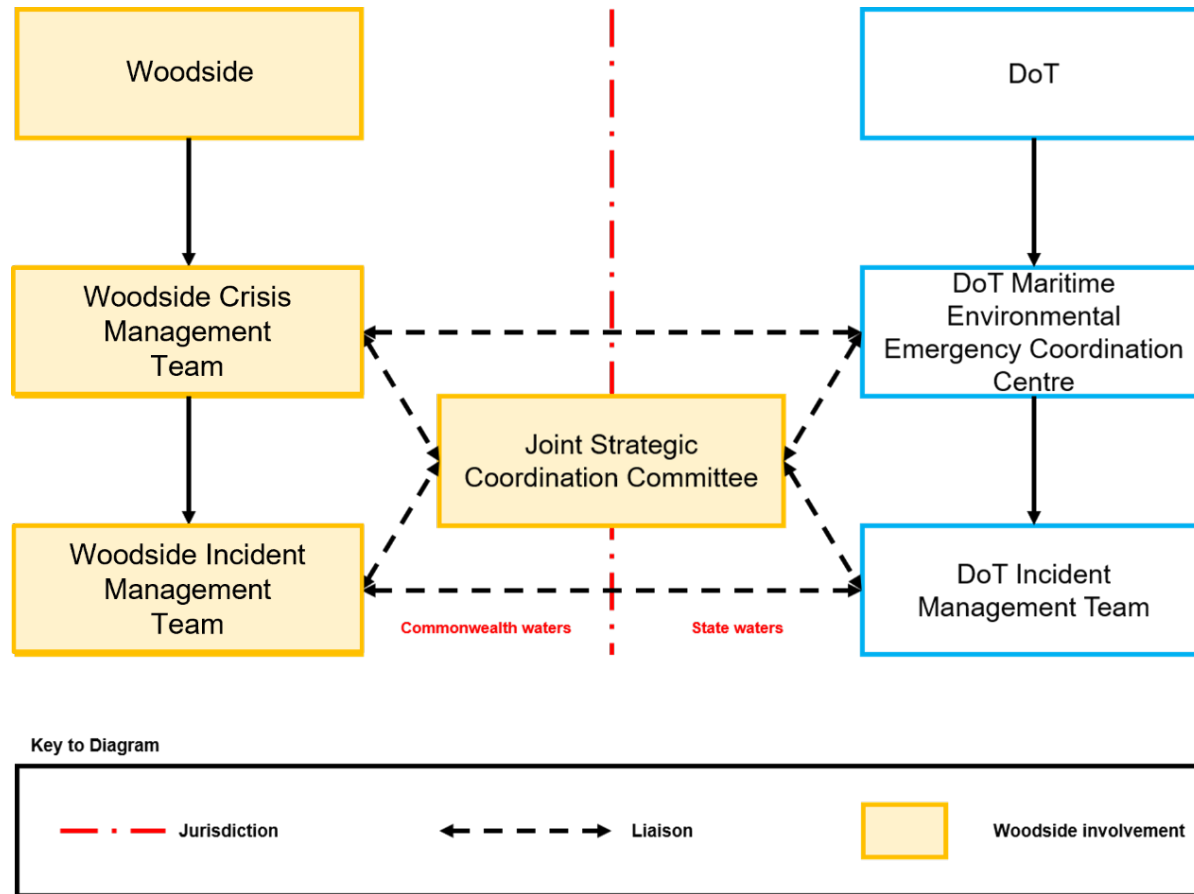 Woodside
DoT
Woodside Crisis
Management
Team
DoT Maritime
Environmental
Emergency Coordination
Centre
Joint Strategic
Coordination Committee
Woodside Incident
Management
Team
DoT Incident
Management Team
Commonwealth waters
State waters
Key to Diagram
Jurisdiction
Liaison
Woodside involvement